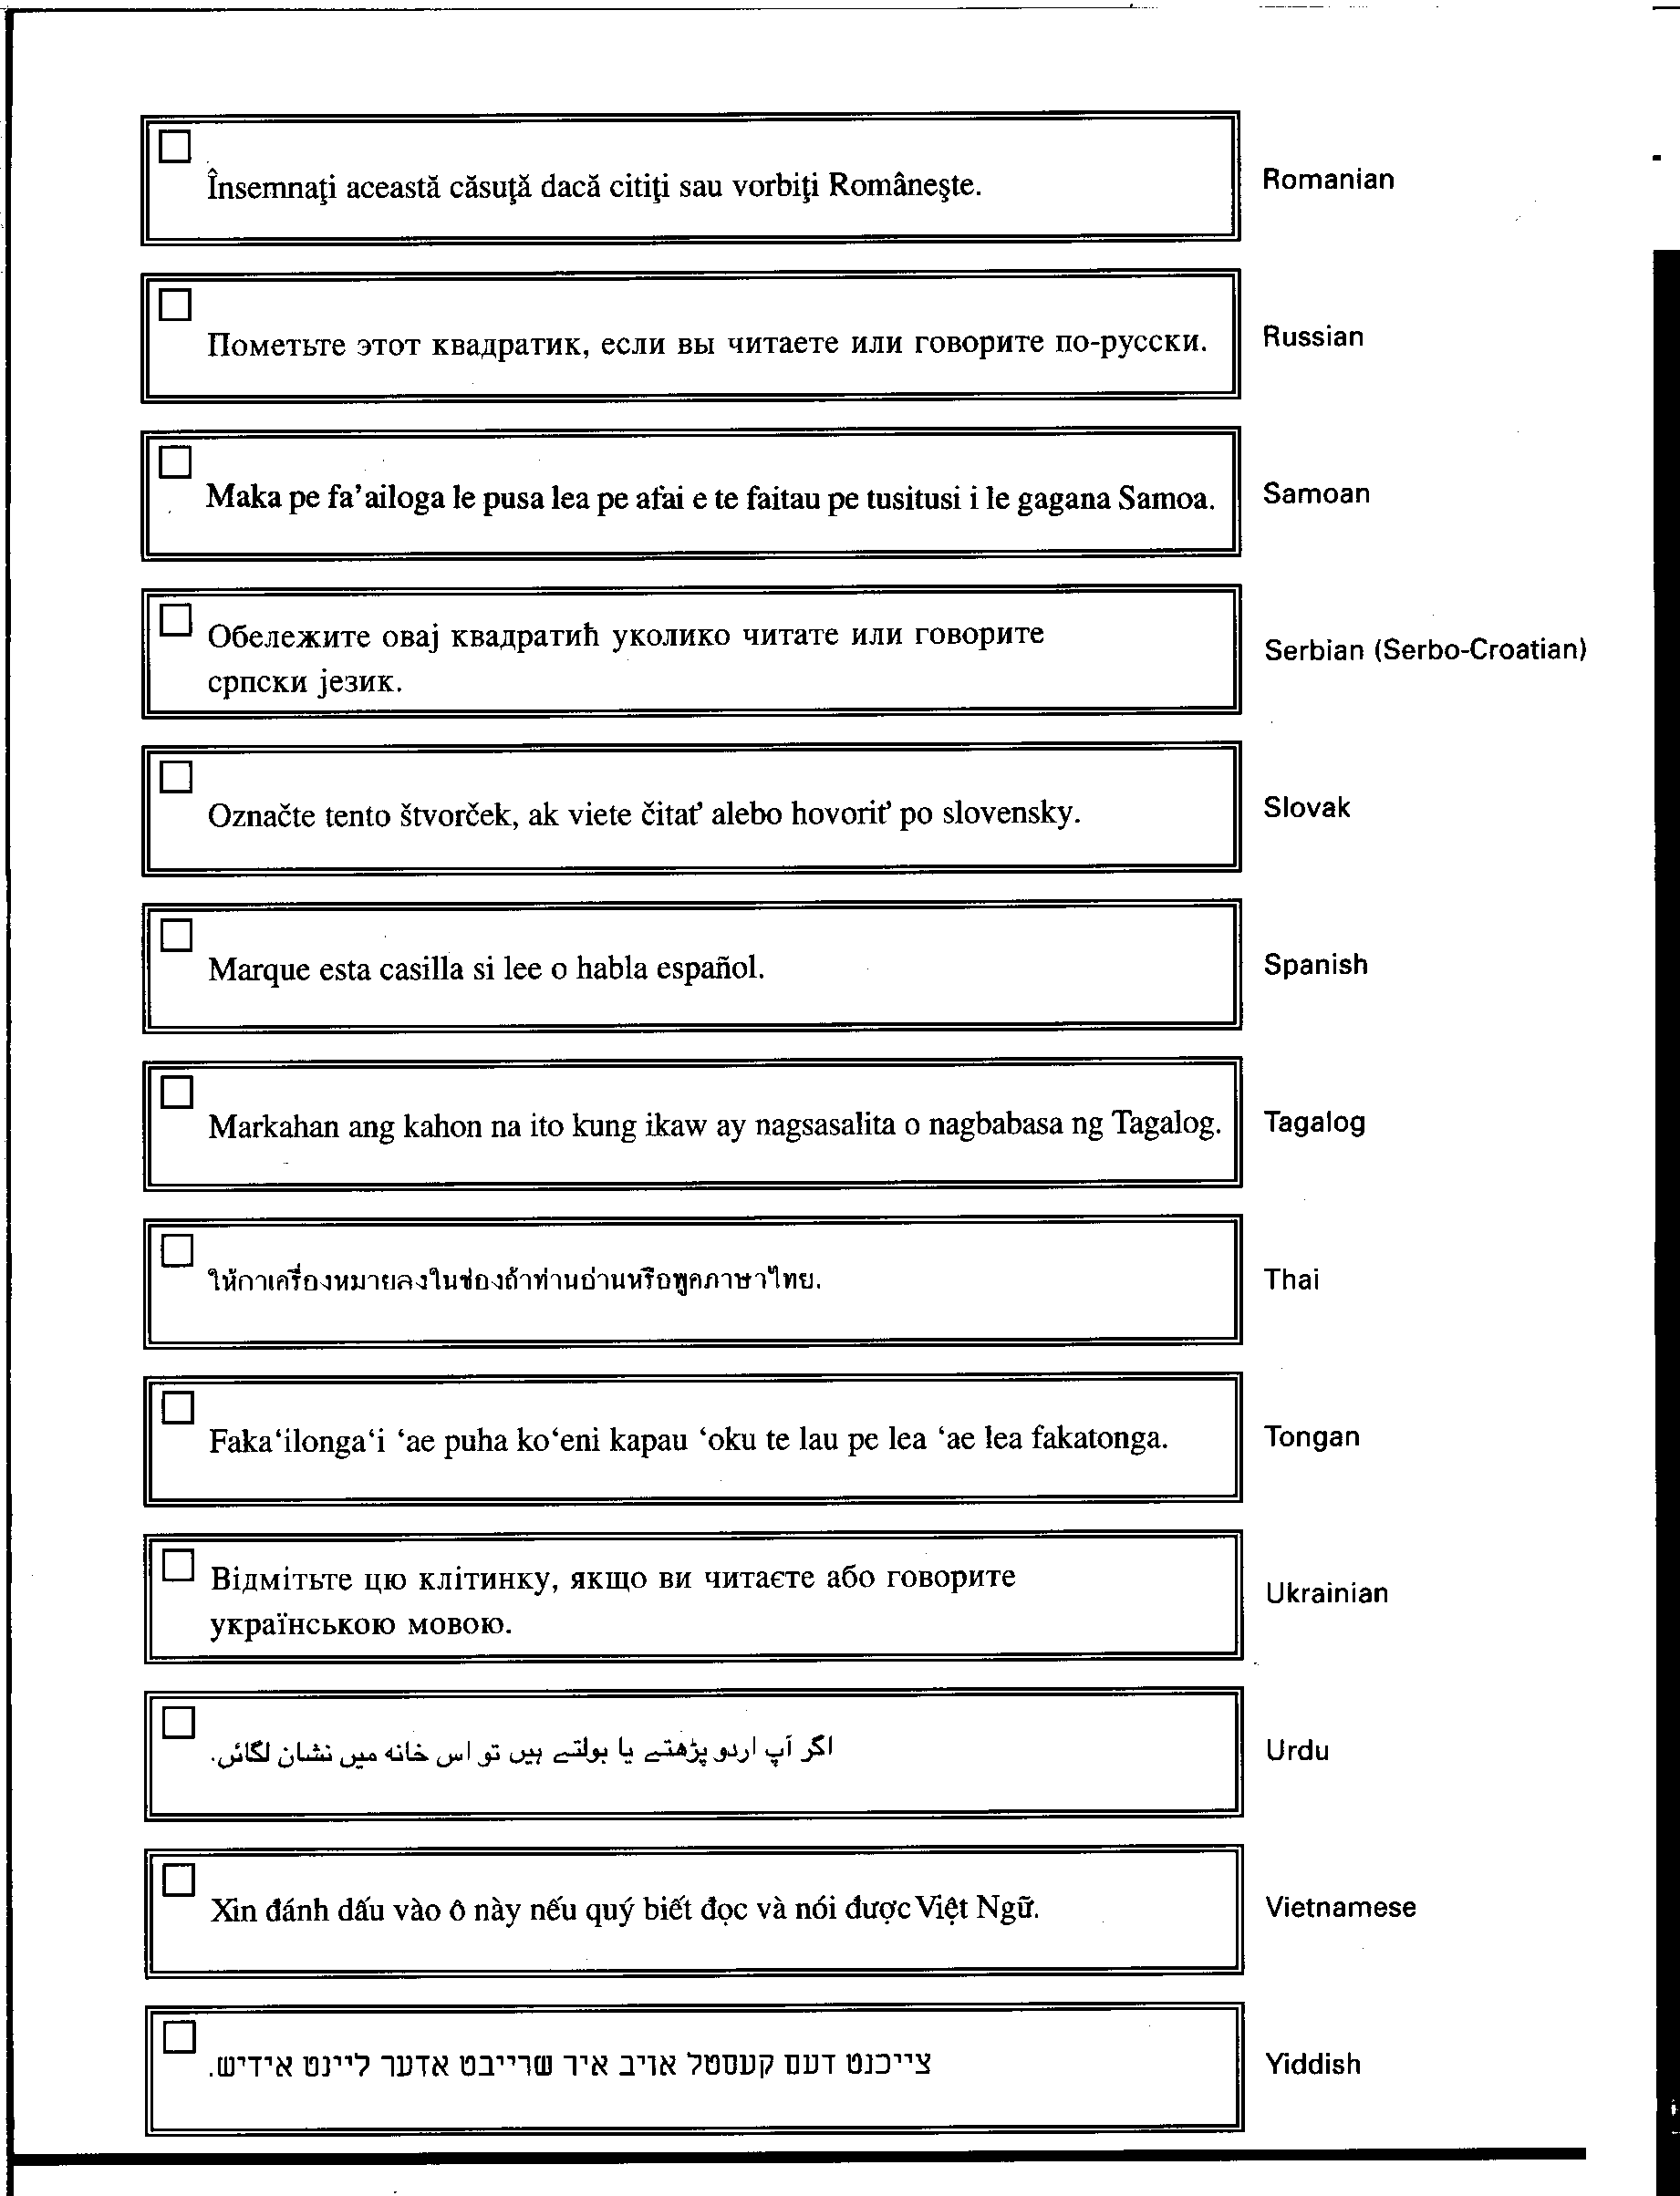 Însemnaţi această căsuţă dacă citiţi sau vorbiţi Româneşte.
Romanian
Пометьте этот квадратик, если вы читаете или говорите по-русски.
Russian
Maka pe fa’ailoga le pusa lea pe afai e te faitau pe tusitusi i le gagana Samoa.
Samoan
Обележите овај квадратић уколико читате или говорите
српски језик.
Serbian (Serbo-Croatian)
Označte tento štvorček, ak viete čítať alebo hovoriť po slovensky.
Slovak
Marque esta casilla si lee o habla español.
Spanish
Markahan ang kahon na ito kung ikaw ay nagsasalita o nagbabasa ng Tagalog.
Tagalog
ให้กาเครื่องหมายลงในช่องถ้าท่านอ่านหรือพูดภาษาไทย.
Thai
Faka‘ilonga‘i ‘ae puha ko‘eni kapau ‘oku te lau pe lea ‘ae lea fakatonga.
Tongan
Відмітьте цю клітинку, якщо ви читаєте або говорите
українською мовою.
Ukrainian
اگر آپ اردو پڑھتے یا بولتے ہیں تو اس خانہ میں نشان لگائں.
Urdu
Xin đánh dấu vào ô này nếu quý biết đọc và nói được Việt Ngữ.
Vietnamese
צייכנט דעם קעסטל אויב איר שרייבט אדער ליינט אידיש.
Yiddish